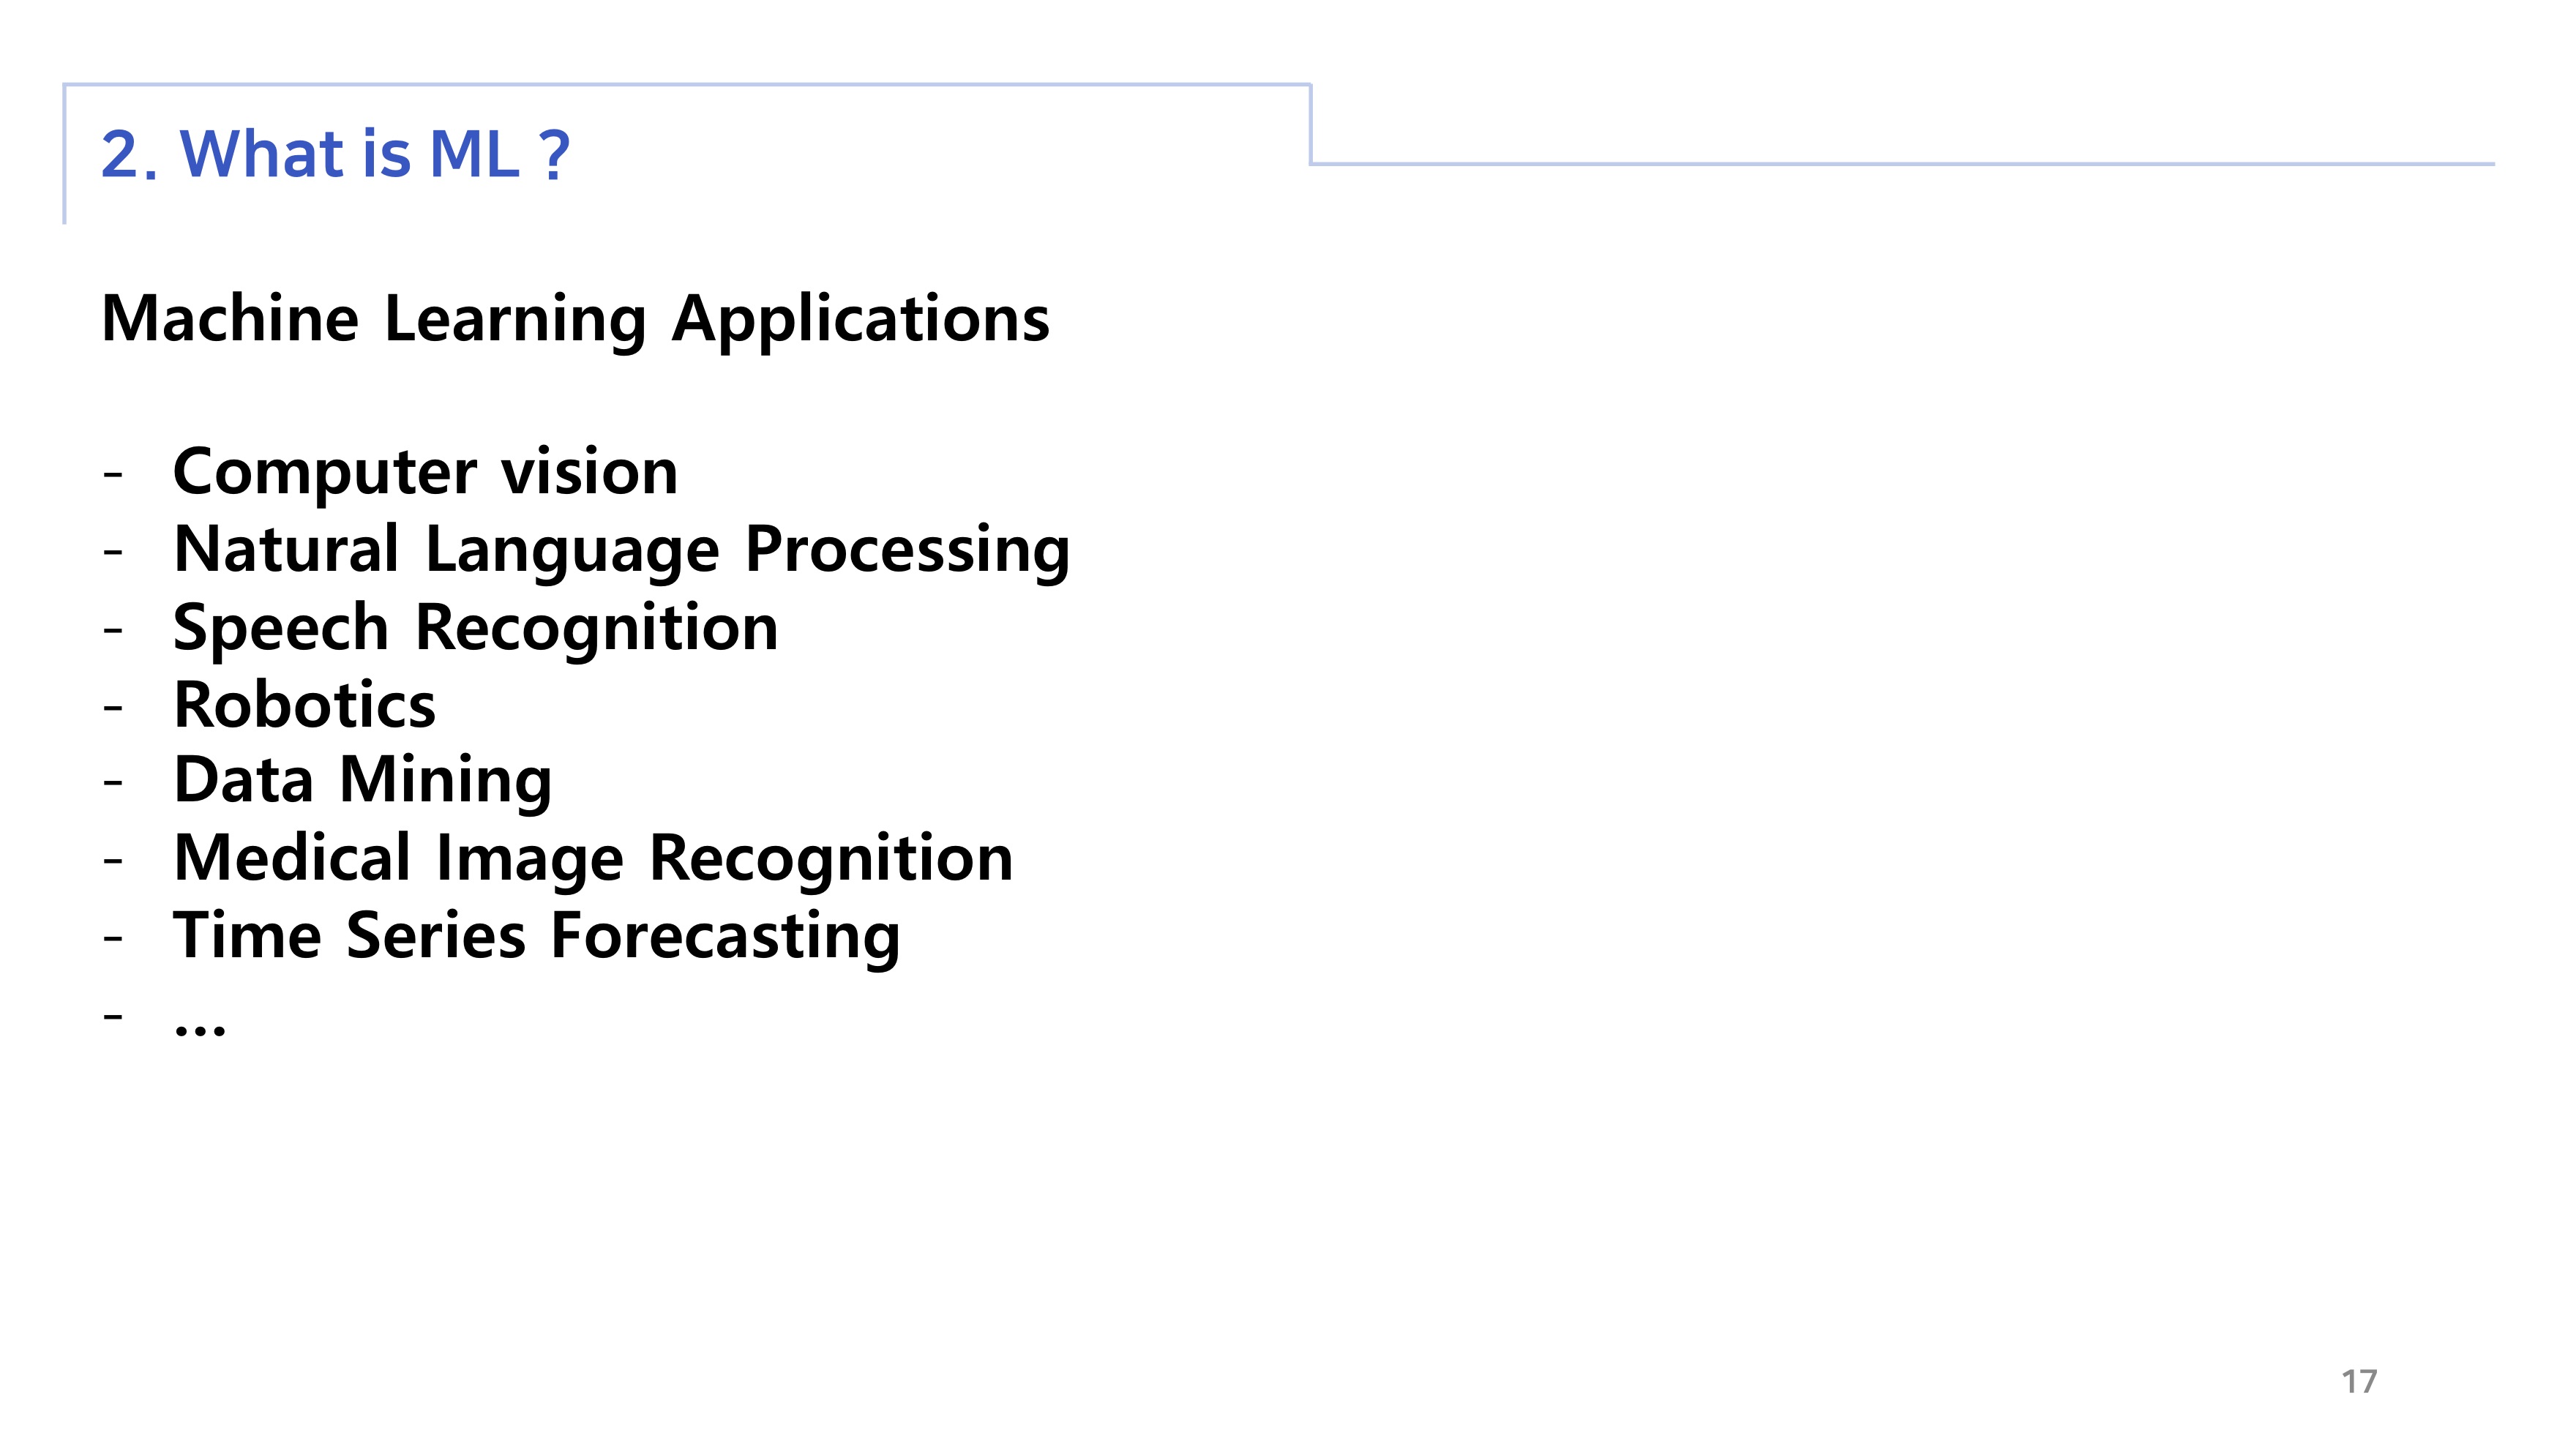 2. What is ML ?
Machine Learning Applications
- Computer vision
- Natural Language Processing
- Speech Recognition
- Robotics
- Data Mining
- Medical Image Recognition
- Time Series Forecasting
- ...
17